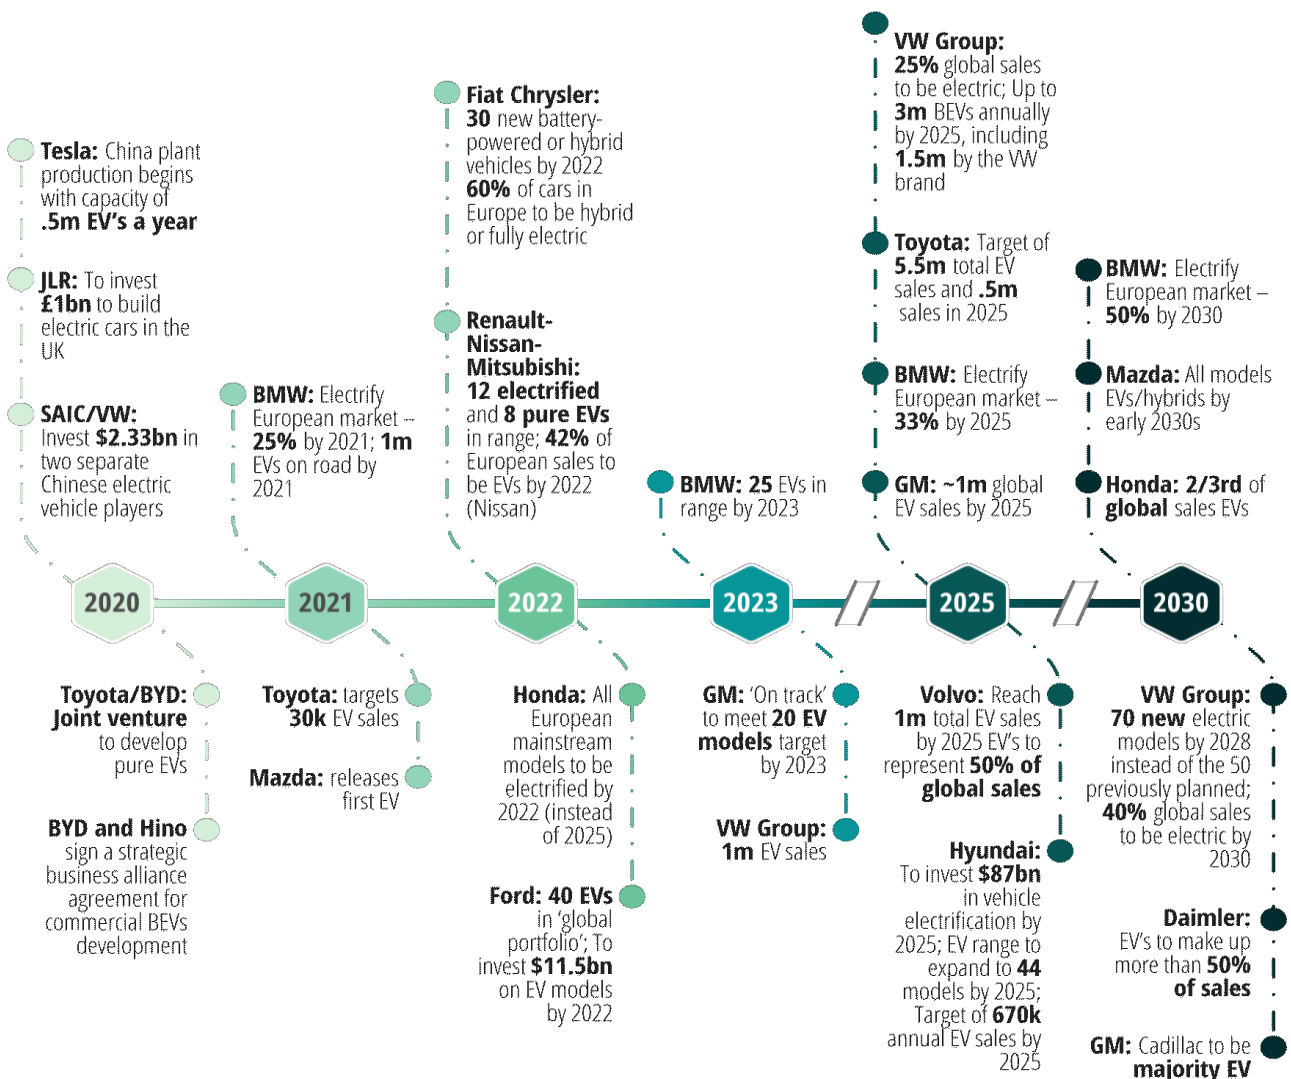 Tesla: China plant
production begins
with capacity of
.5m EV’s a year
JLR: To invest
£1bn to build
electric cars in the
UK
SAIC/VW:
Invest $2.33bn in
two separate
Chinese electric
vehicle players
BMW: Electrify
European market –
25% by 2021; 1m
EVs on road by
2021
Fiat Chrysler:
30 new battery-
powered or hybrid
vehicles by 2022
60% of cars in
Europe to be hybrid
or fully electric
Renault-
Nissan-
Mitsubishi:
12 electrified
and 8 pure EVs
in range; 42% of
European sales to
be EVs by 2022
(Nissan)
BMW: 25 EVs in
range by 2023
VW Group:
25% global sales
to be electric; Up to
3m BEVs annually
by 2025, including
1.5m by the VW
brand
Toyota: Target of
5.5m total EV
sales and .5m
sales in 2025
BMW: Electrify
European market –
33% by 2025
GM: ~1m global
EV sales by 2025
BMW: Electrify
European market –
50% by 2030
Mazda: All models
EVs/hybrids by
early 2030s
Honda: 2/3rd of
global sales EVs
2020
2021
2022
2023
2025
2030
Toyota/BYD:
Joint venture
to develop
pure EVs
BYD and Hino
sign a strategic
business alliance
agreement for
commercial BEVs
development
Toyota: targets
30k EV sales
Mazda: releases
first EV
Honda: All
European
mainstream
models to be
electrified by
2022 (instead
of 2025)
Ford: 40 EVs
in ‘global
portfolio’; To
invest $11.5bn
on EV models
by 2022
GM: ‘On track’
to meet 20 EV
models target
by 2023
VW Group:
1m EV sales
Volvo: Reach
1m total EV sales
by 2025 EV’s to
represent 50% of
global sales
Hyundai:
To invest $87bn
in vehicle
electrification by
2025; EV range to
expand to 44
models by 2025;
Target of 670k
annual EV sales by
2025
VW Group:
70 new electric
models by 2028
instead of the 50
previously planned;
40% global sales
to be electric by
2030
Daimler:
EV’s to make up
more than 50%
of sales
GM: Cadillac to be
majority EV